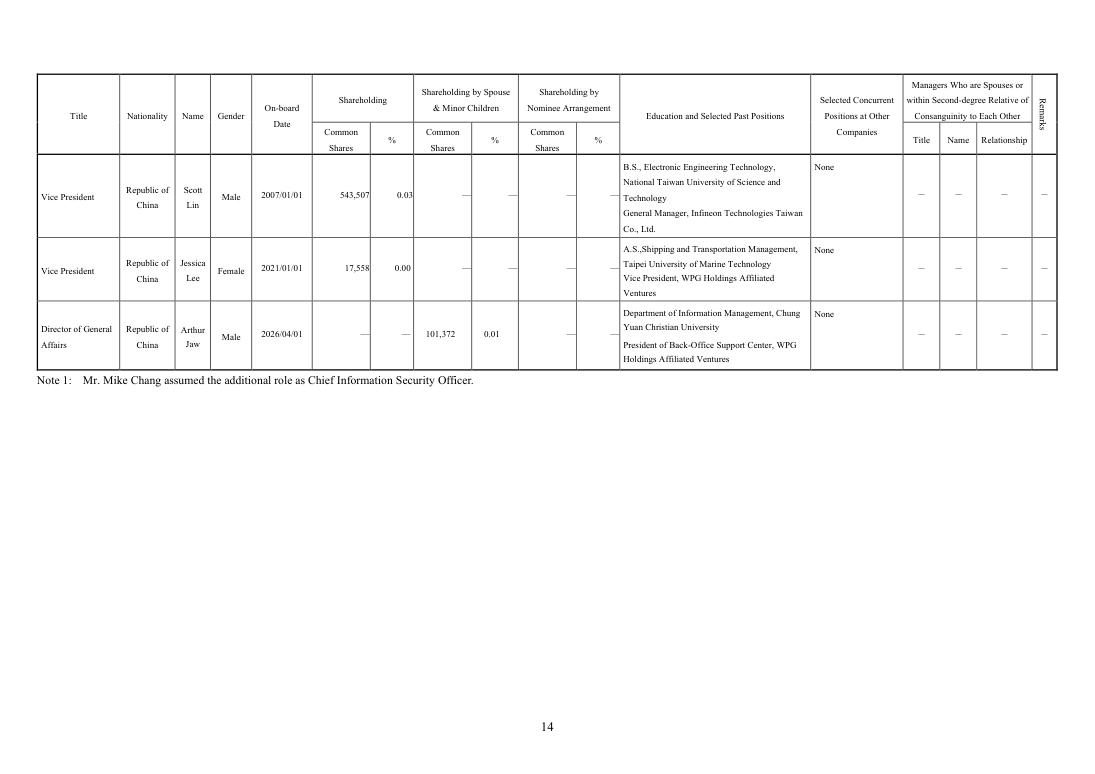 Title
Nationality
Name
Gender
On-board
Date
Shareholding
Shareholding by Spouse
& Minor Children
Shareholding by
Nominee Arrangement
Education and Selected Past Positions
Selected Concurrent
Positions at Other
Companies
Managers Who are Spouses or
within Second-degree Relative of
Consanguinity to Each Other
Remarks
Common
Shares
%
Common
Shares
%
Common
Shares
%
Title
Name
Relationship
Vice President
Republic of
China
Scott
Lin
Male
2007/01/01
543,507
0.03
—
—
—
—
B.S., Electronic Engineering Technology,
National Taiwan University of Science and
Technology
General Manager, Infineon Technologies Taiwan
Co., Ltd.
None
—
—
—
—
Vice President
Republic of
China
Jessica
Lee
Female
2021/01/01
17,558
0.00
—
—
—
—
A.S.,Shipping and Transportation Management,
Taipei University of Marine Technology
Vice President, WPG Holdings Affiliated
Ventures
None
—
—
—
—
Director of General
Affairs
Republic of
China
Arthur
Jaw
Male
2026/04/01
—
—
101,372
0.01
—
—
Department of Information Management, Chung
Yuan Christian University
President of Back-Office Support Center, WPG
Holdings Affiliated Ventures
None
—
—
—
—
Note 1: Mr. Mike Chang assumed the additional role as Chief Information Security Officer.
14